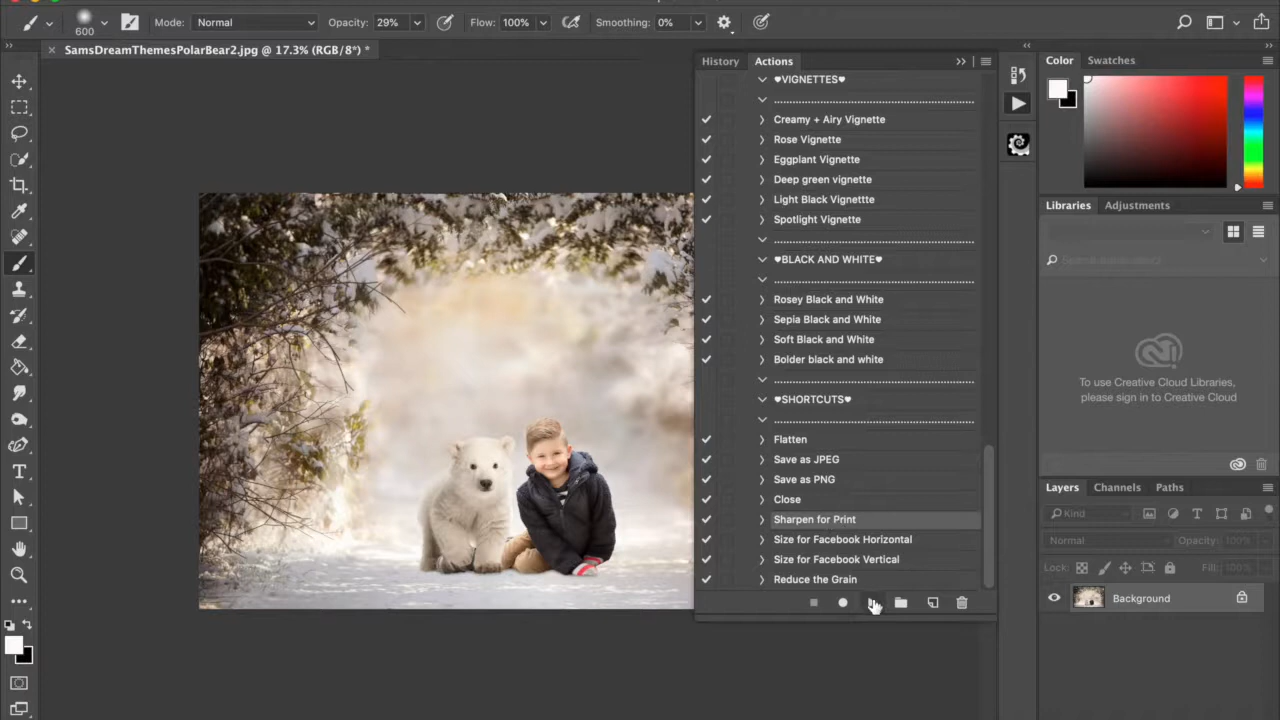 600
Mode: Normal
Opacity: 29%
Flow: 100%
Smoothing: 0%
SamsDreamThemesPolarBear2.jpg @ 17.3% (RGB/8*) *
History
Actions
♥VIGNETTES♥
Creamy + Airy Vignette
Rose Vignette
Eggplant Vignette
Deep green vignette
Light Black Vignettte
Spotlight Vignette
♥BLACK AND WHITE♥
Rosey Black and White
Sepia Black and White
Soft Black and White
Bolder black and white
♥SHORTCUTS♥
Flatten
Save as JPEG
Save as PNG
Close
Sharpen for Print
Size for Facebook Horizontal
Size for Facebook Vertical
Reduce the Grain
Color
Swatches
Libraries
Adjustments
To use Creative Cloud Libraries,
please sign in to Creative Cloud
Layers
Channels
Paths
Kind
Normal
Opacity: 100%
Lock:
Fill: 100%
Background